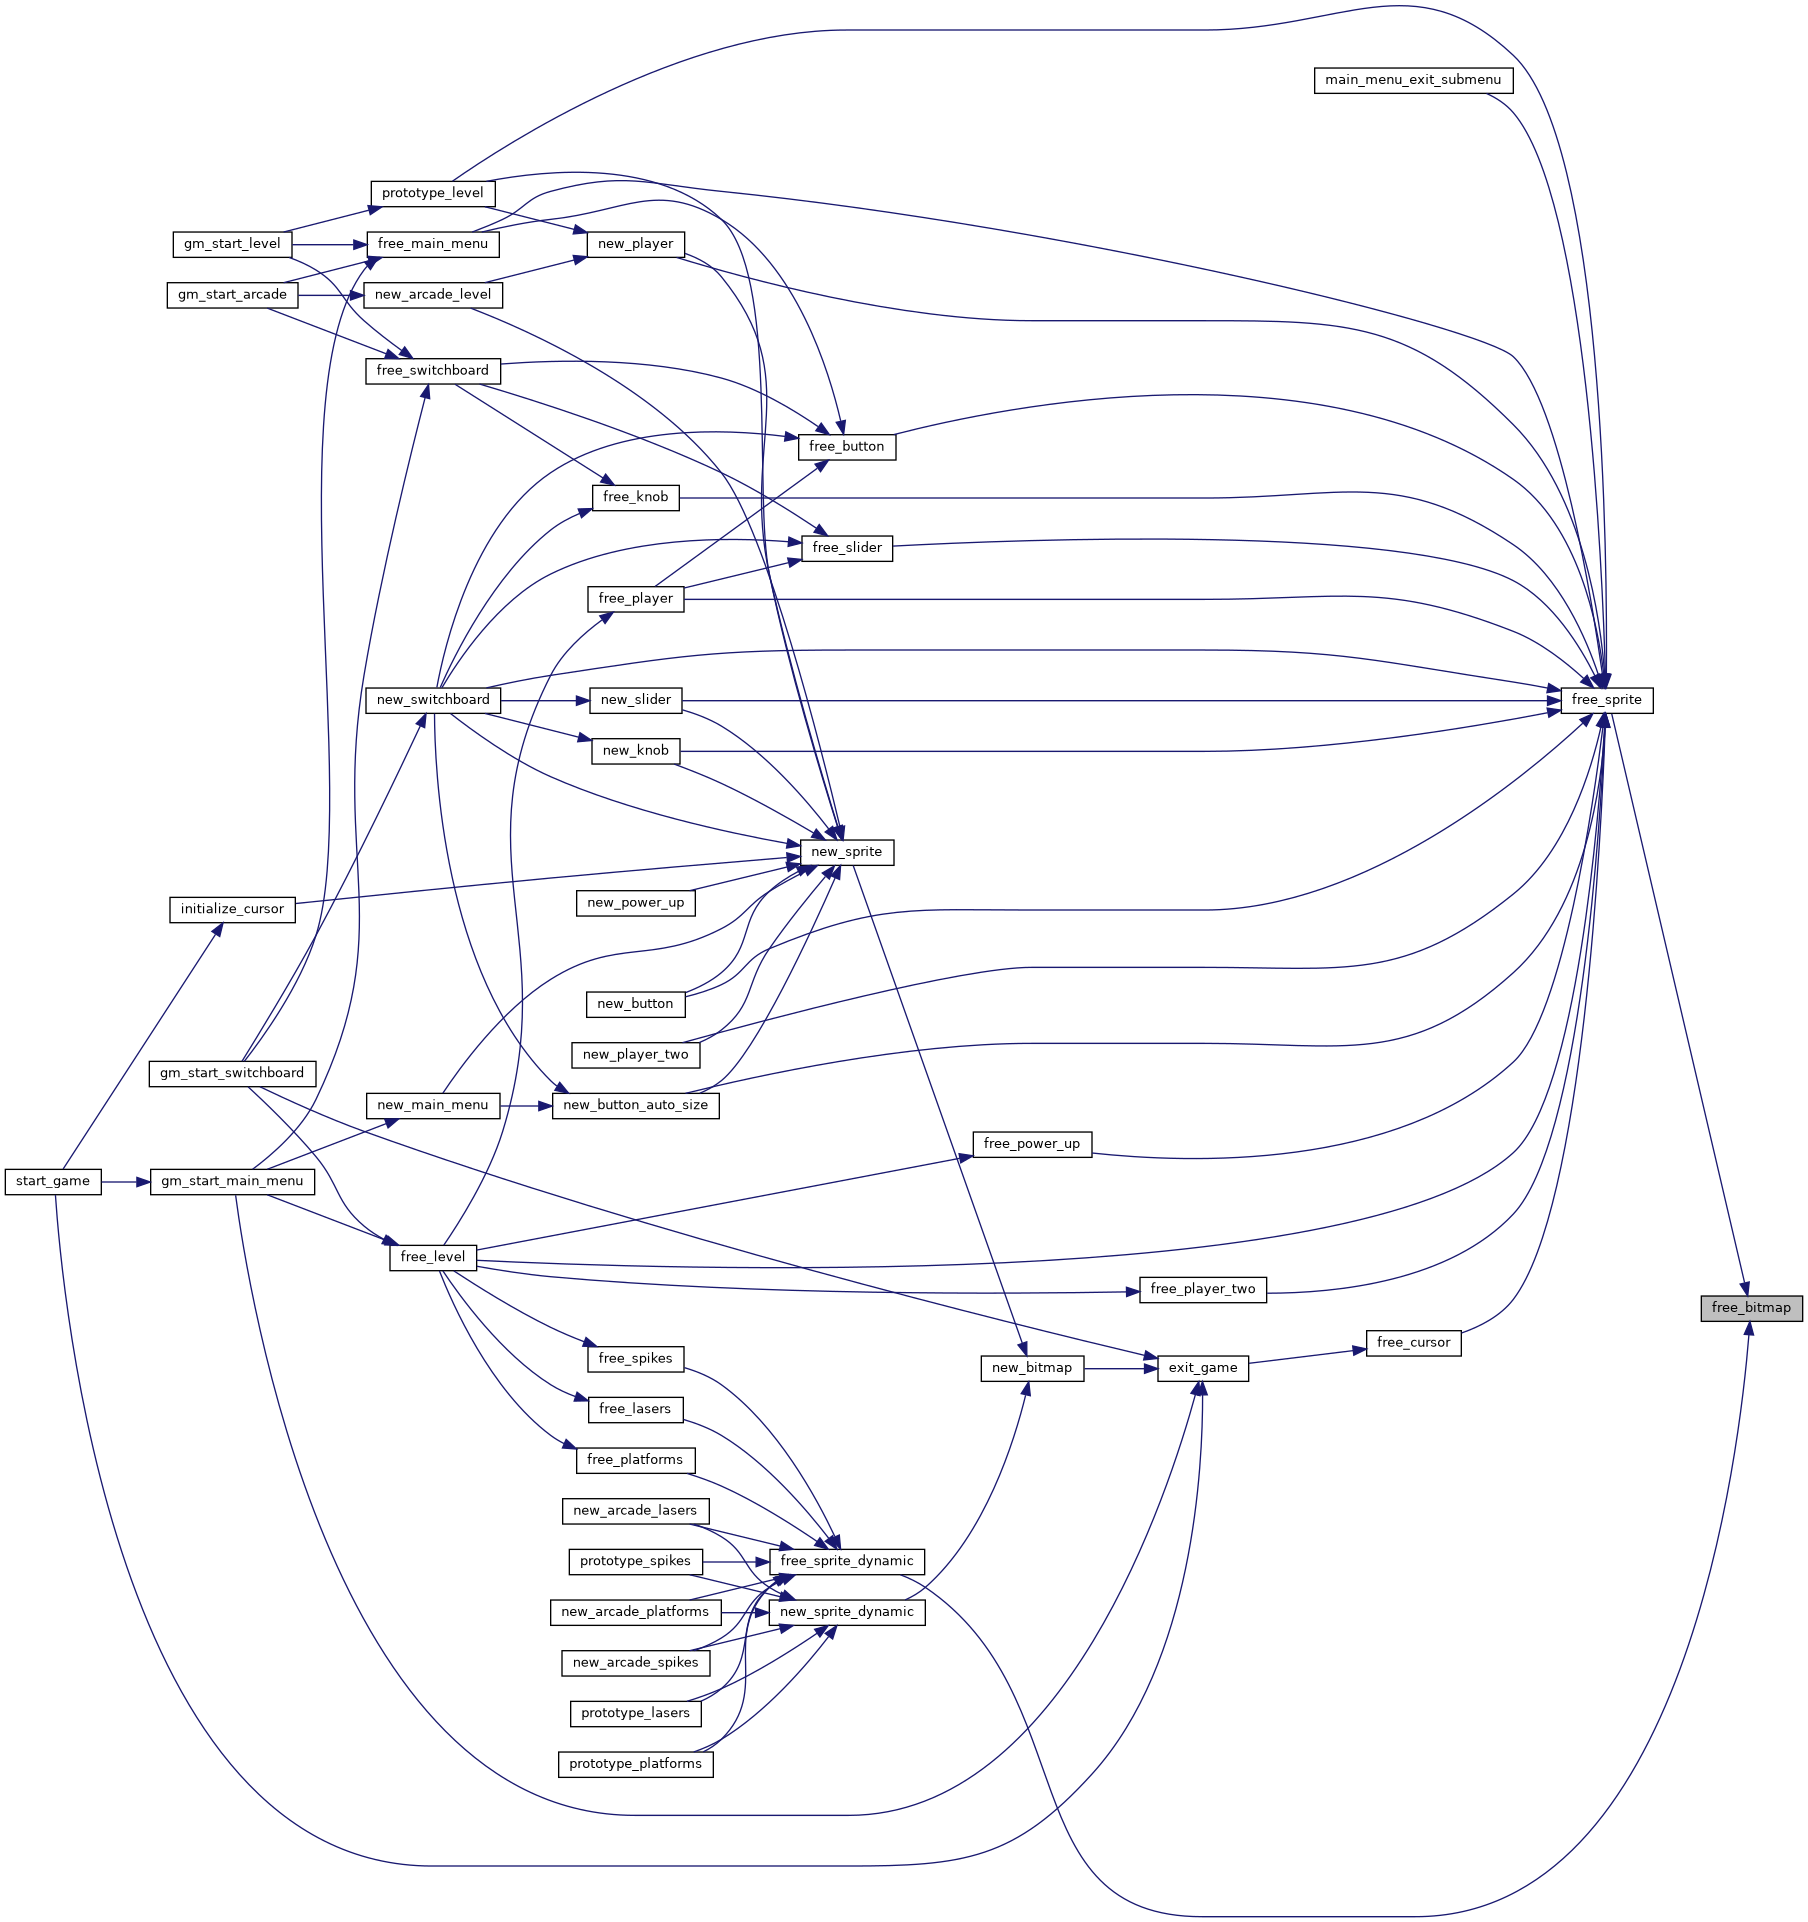 main_menu_exit_submenu
prototype_level
gm_start_level
free_main_menu
new_player
gm_start_arcade
new_arcade_level
free_switchboard
free_button
free_knob
free_slider
free_player
new_switchboard
new_slider
free_sprite
new_knob
new_sprite
initialize_cursor
new_power_up
new_button
new_player_two
gm_start_switchboard
new_main_menu
new_button_auto_size
free_power_up
start_game
gm_start_main_menu
free_level
free_player_two
free_bitmap
free_cursor
free_spikes
new_bitmap
exit_game
free_lasers
free_platforms
new_arcade_lasers
prototype_spikes
free_sprite_dynamic
new_arcade_platforms
new_sprite_dynamic
new_arcade_spikes
prototype_lasers
prototype_platforms